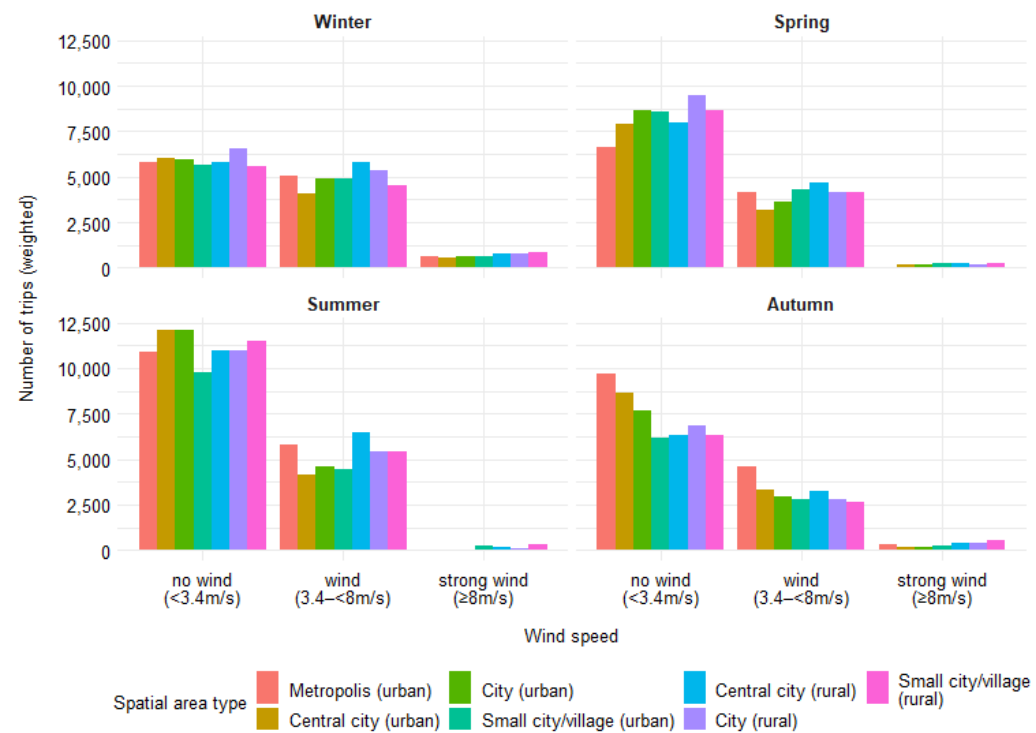 Winter
Spring
12,500
10,000
7,500
5,000
2,500
0
Summer
Autumn
12,500
10,000
7,500
5,000
2,500
0
Number of trips (weighted)
no wind
(<3.4m/s)
wind
(3.4–<8m/s)
strong wind
(≥8m/s)
no wind
(<3.4m/s)
wind
(3.4–<8m/s)
strong wind
(≥8m/s)
Wind speed
Spatial area type
Metropolis (urban)
Central city (urban)
City (urban)
Small city/village (urban)
Central city (rural)
City (rural)
Small city/village
(rural)